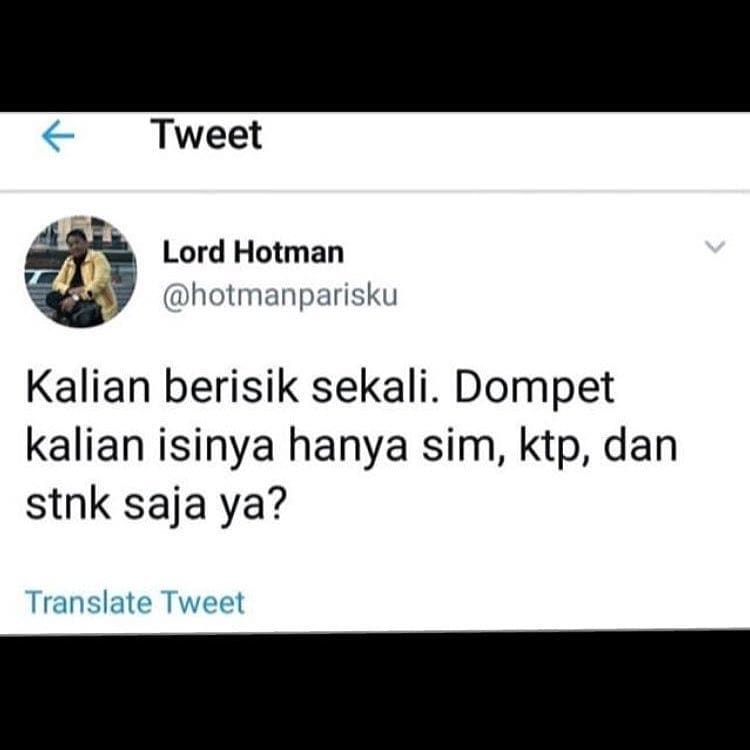 Tweet
Lord Hotman
@hotmanparisku
Kalian berisik sekali. Dompet
kalian isinya hanya sim, ktp, dan
stnk saja ya?
Translate Tweet